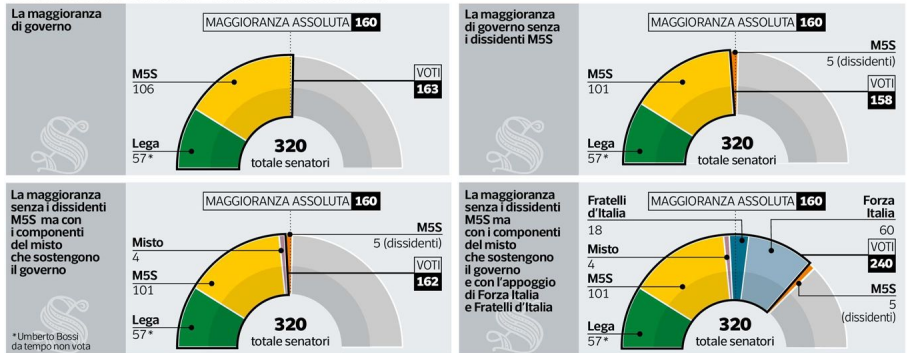 La maggioranza
di governo
MAGGIORANZA ASSOLUTA 160
M5S
106
VOTI
163
Lega
57*
320
totale senatori
La maggioranza
di governo senza
i dissidenti M5S
MAGGIORANZA ASSOLUTA 160
M5S
5 (dissidenti)
M5S
101
VOTI
158
Lega
57*
320
totale senatori
La maggioranza
senza i dissidenti
M5S ma con
i componenti
del misto
che sostengono
il governo
*Umberto Bossi
da tempo non vota
MAGGIORANZA ASSOLUTA 160
M5S
5 (dissidenti)
Misto
4
VOTI
162
M5S
101
Lega
57*
320
totale senatori
La maggioranza
senza i dissidenti
M5S ma
con i componenti
del misto
che sostengono
il governo
e con l'appoggio
di Forza Italia
e Fratelli d'Italia
Fratelli
d'Italia
18
MAGGIORANZA ASSOLUTA 160
Forza
Italia
60
Misto
4
VOTI
240
M5S
101
M5S
5
(dissidenti)
Lega
57*
320
totale senatori